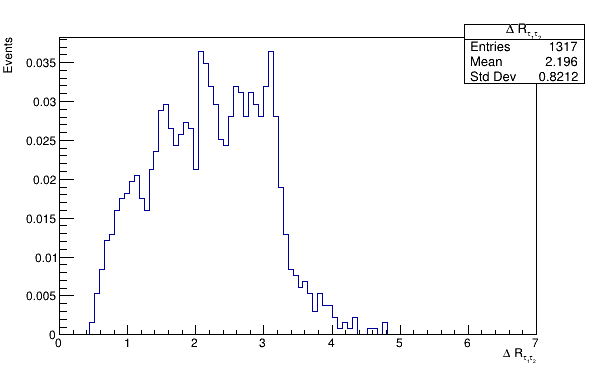 Δ R_{τ₁τ₂}
Entries 1317
Mean 2.196
Std Dev 0.8212
Events
0.035
0.03
0.025
0.02
0.015
0.01
0.005
0
0 1 2 3 4 5 6 7
Δ R_{τ₁τ₂}